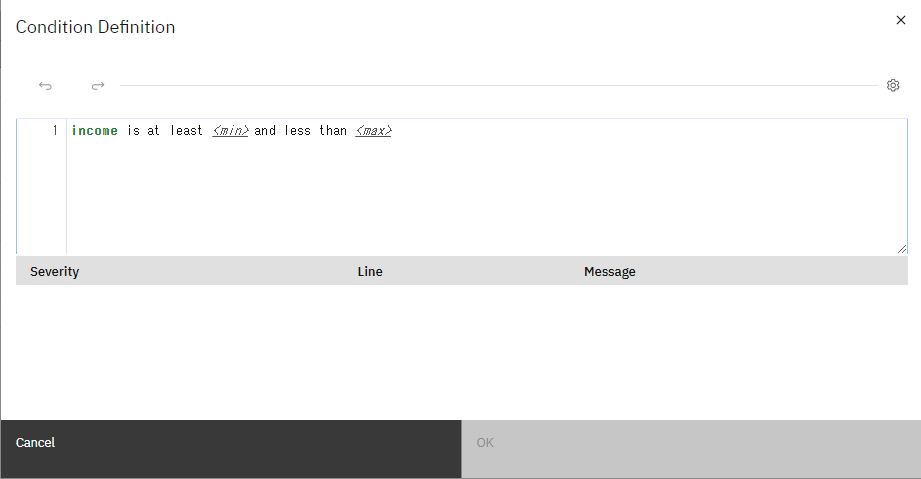 Condition Definition
1 income is at least <min> and less than <max>
Severity Line Message
Cancel OK